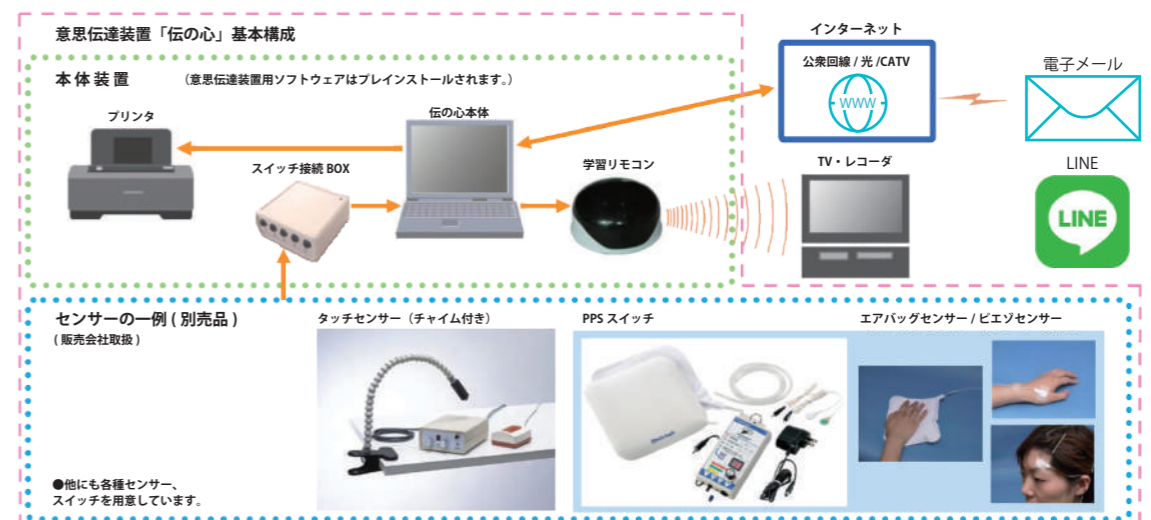 意思伝達装置「伝の心」基本構成
本体装置
（意思伝達装置用ソフトウェアはプレインストールされます。）
プリンタ
スイッチ接続 BOX
伝の心本体
学習リモコン
インターネット
公衆回線 / 光 /CATV
WWW
電子メール
TV・レコーダ
LINE
LINE
センサーの一例 ( 別売品 )
( 販売会社取扱 )
タッチセンサー（チャイム付き）
PPS スイッチ
エアバッグセンサー / ピエゾセンサー
●他にも各種センサー、
スイッチを用意しています。